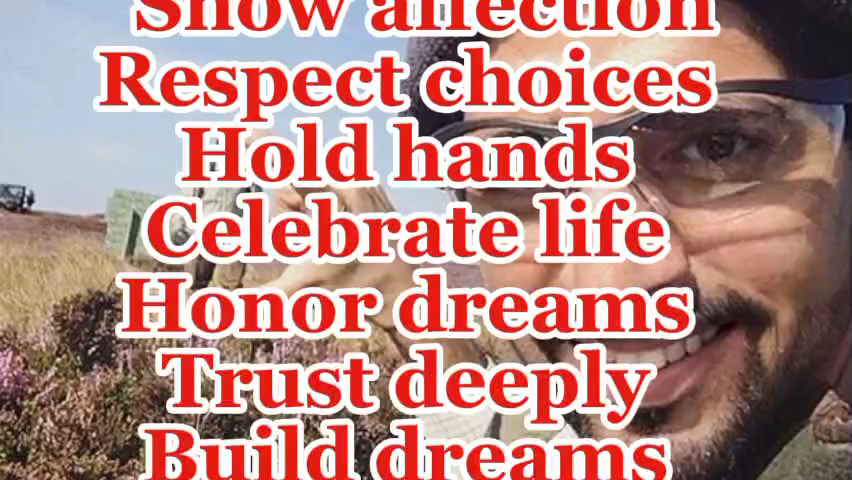 Show affection
Respect choices
Hold hands
Celebrate life
Honor dreams
Trust deeply
Build dreams